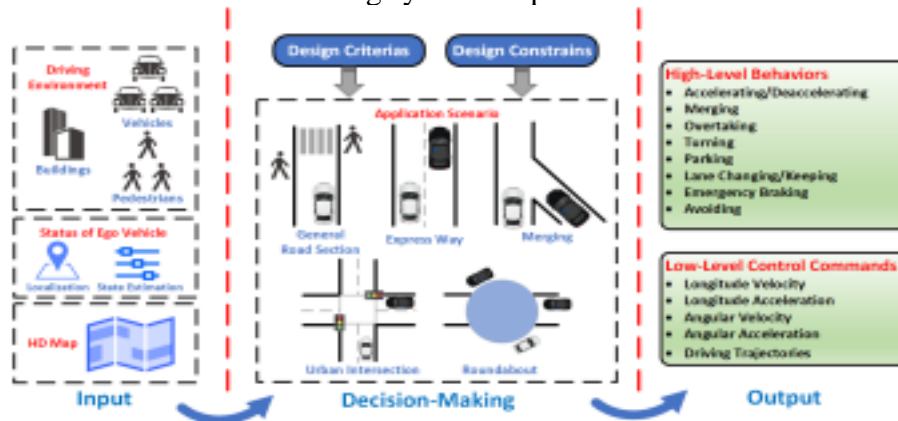 Design Criterias
Design Constrains
Driving
Environment
Vehicles
Buildings
Pedestrians
Status of Ego Vehicle
Localization
State Estimation
HD Map
Input
Application Scenario
General
Road Section
Express Way
Merging
Urban Intersection
Roundabout
Decision-Making
High-Level Behaviors
• Accelerating/Deaccelerating
• Merging
• Overtaking
• Turning
• Parking
• Lane Changing/Keeping
• Emergency Braking
• Avoiding
Low-Level Control Commands
• Longitude Velocity
• Longitude Acceleration
• Angular Velocity
• Angular Acceleration
• Driving Trajectories
Output